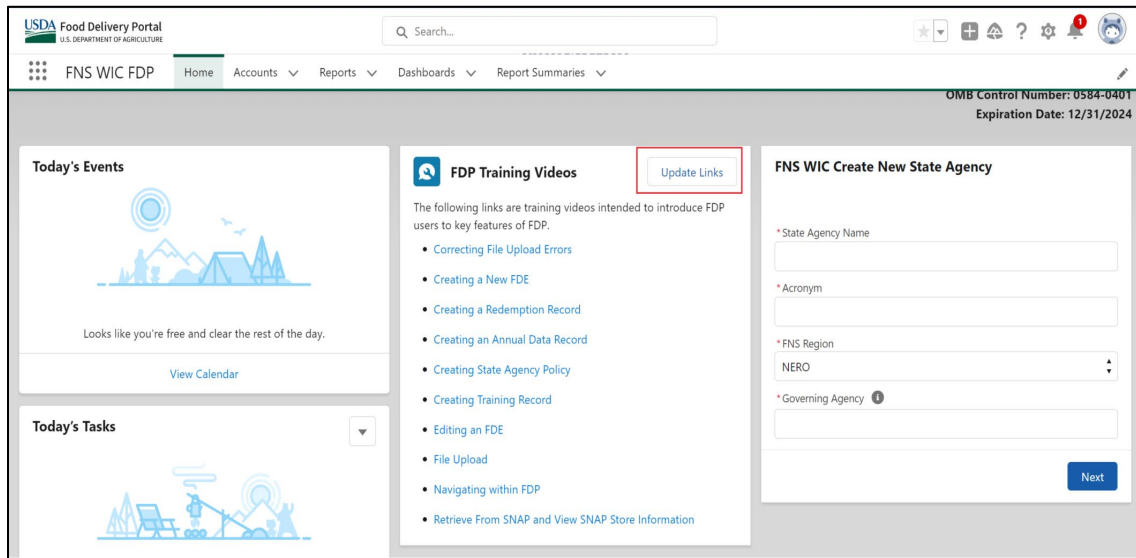 USDA Food Delivery Portal
U.S. DEPARTMENT OF AGRICULTURE
Search...
1
FNS WIC FDP Home Accounts Reports Dashboards Report Summaries
OMB Control Number: 0584-0401
Expiration Date: 12/31/2024
Today's Events
Looks like you're free and clear the rest of the day.
View Calendar
Today's Tasks
FDP Training Videos
Update Links
The following links are training videos intended to introduce FDP
users to key features of FDP.
• Correcting File Upload Errors
• Creating a New FDE
• Creating a Redemption Record
• Creating an Annual Data Record
• Creating State Agency Policy
• Creating Training Record
• Editing an FDE
• File Upload
• Navigating within FDP
• Retrieve From SNAP and View SNAP Store Information
FNS WIC Create New State Agency
*State Agency Name
*Acronym
*FNS Region
NERO
*Governing Agency
Next